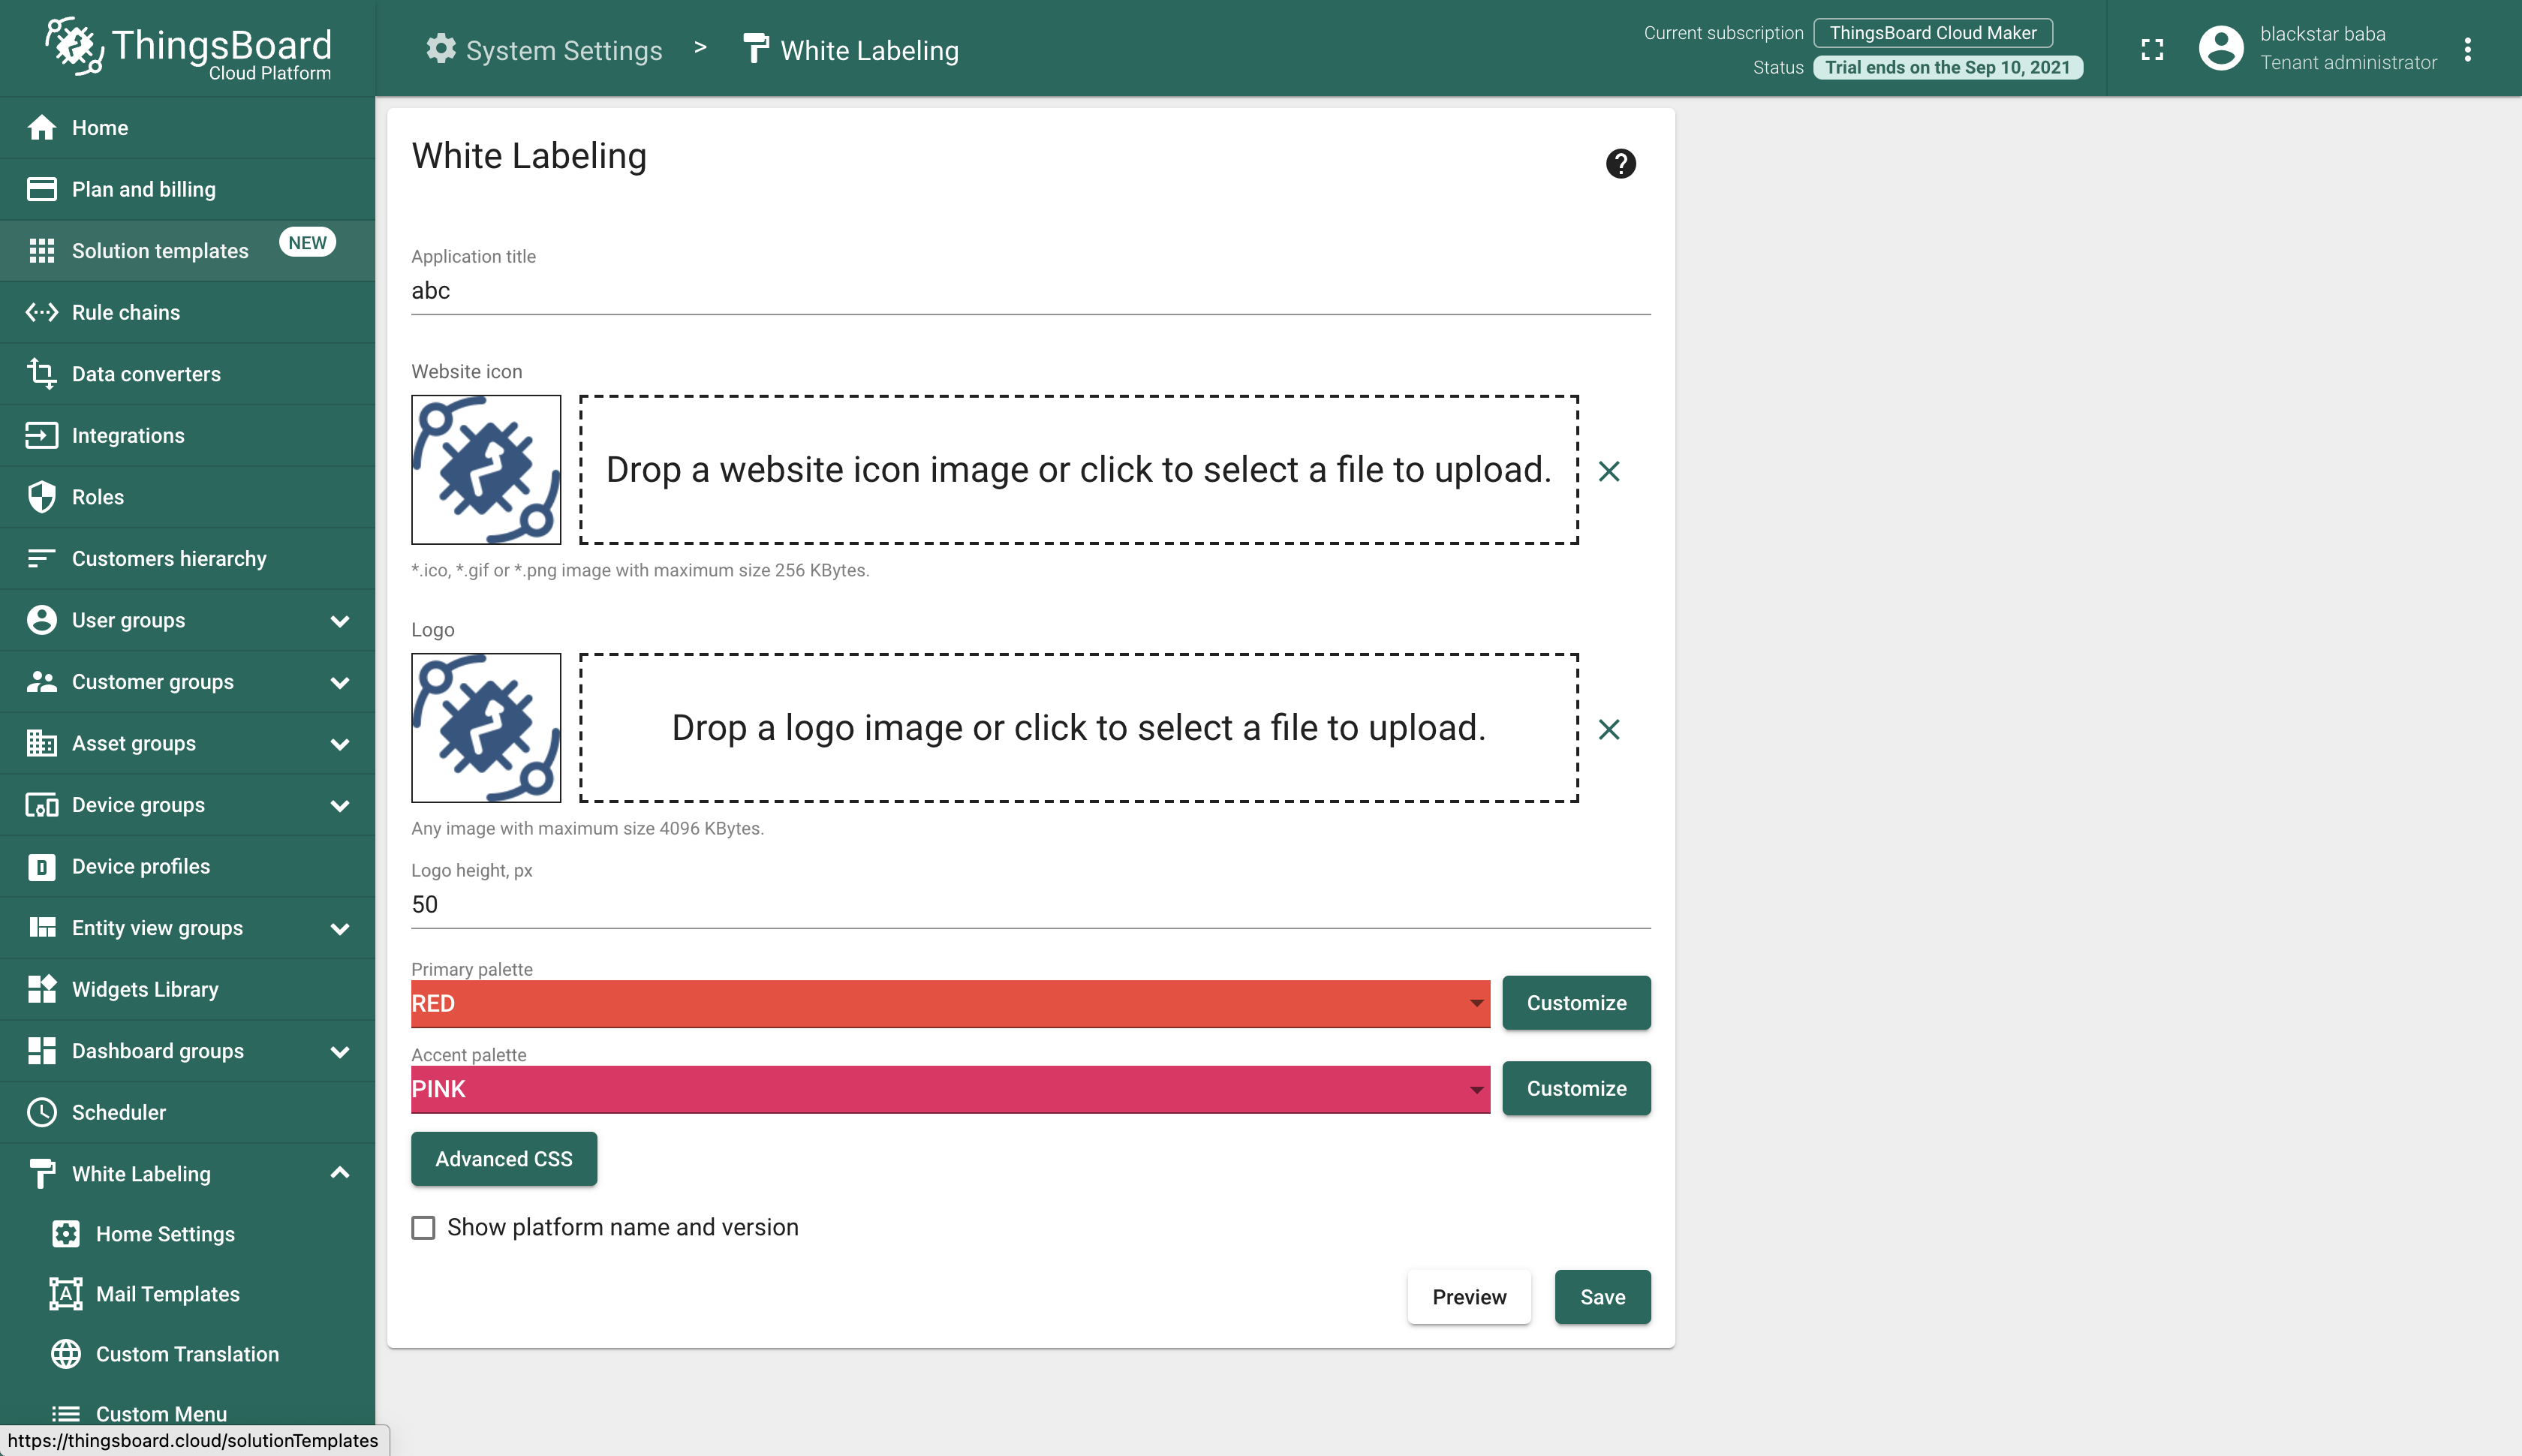 ThingsBoard
Cloud Platform
System Settings > White Labeling
Current subscription ThingsBoard Cloud Maker
Status Trial ends on the Sep 10, 2021
blackstar baba
Tenant administrator
Home
Plan and billing
Solution templates NEW
Rule chains
Data converters
Integrations
Roles
Customers hierarchy
User groups
Customer groups
Asset groups
Device groups
Device profiles
Entity view groups
Widgets Library
Dashboard groups
Scheduler
White Labeling
Home Settings
Mail Templates
Custom Translation
Custom Menu
https://thingsboard.cloud/solutionTemplates
White Labeling
Application title
abc
Website icon
Drop a website icon image or click to select a file to upload.
*.ico, *.gif or *.png image with maximum size 256 KBytes.
Logo
Drop a logo image or click to select a file to upload.
Any image with maximum size 4096 KBytes.
Logo height, px
50
Primary palette
RED
Customize
Accent palette
PINK
Customize
Advanced CSS
Show platform name and version
Preview
Save